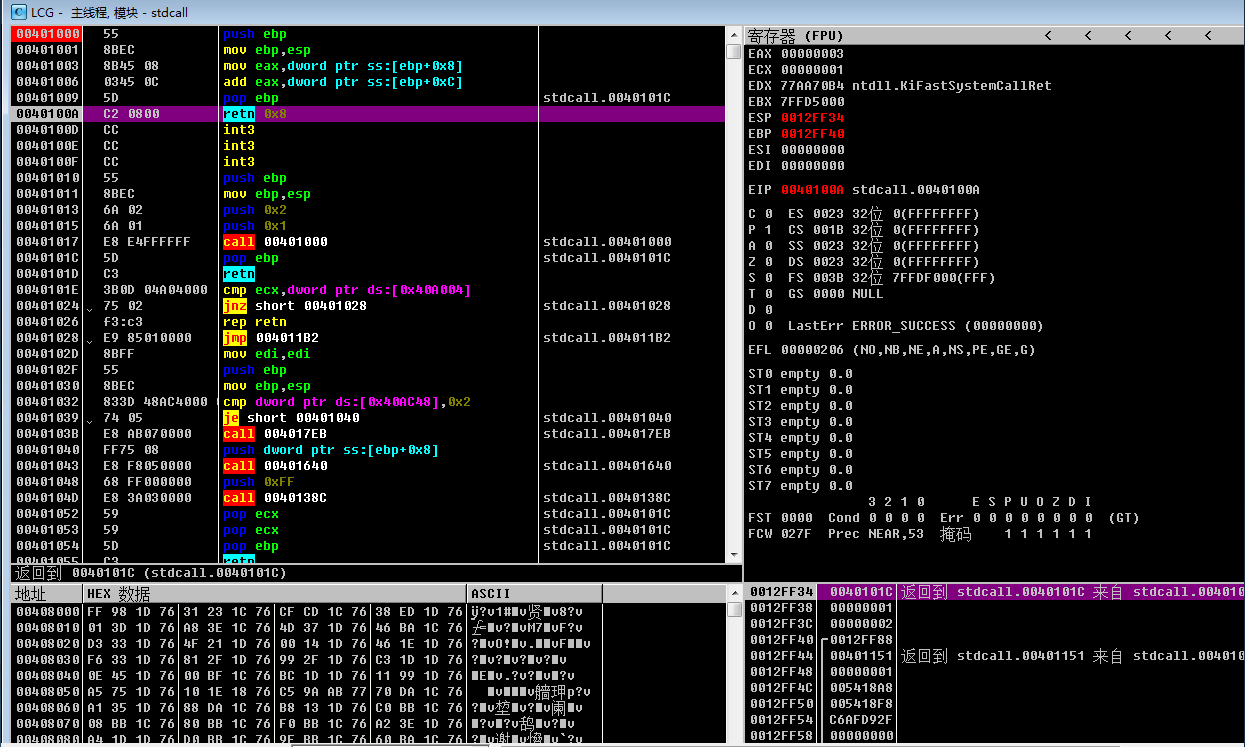 LCG - 主线程, 模块 - stdcall
00401000 55 push ebp
00401001 8BEC mov ebp,esp
00401003 8B45 08 mov eax,dword ptr ss:[ebp+0x8]
00401006 0345 0C add eax,dword ptr ss:[ebp+0xC]
00401009 5D pop ebp stdcall.0040101C
0040100A C2 0800 retn 0x8
0040100D CC int3
0040100E CC int3
0040100F CC int3
00401010 55 push ebp
00401011 8BEC mov ebp,esp
00401013 6A 02 push 0x2
00401015 6A 01 push 0x1
00401017 E8 E4FFFFFF call 00401000 stdcall.00401000
0040101C 5D pop ebp stdcall.0040101C
0040101D C3 retn
0040101E 3B0D 04A04000 cmp ecx,dword ptr ds:[0x40A004]
00401024 75 02 jnz short 00401028 stdcall.00401028
00401026 f3:c3 rep retn
00401028 E9 85010000 jmp 004011B2 stdcall.004011B2
0040102D 8BFF mov edi,edi
0040102F 55 push ebp
00401030 8BEC mov ebp,esp
00401032 833D 48AC4000 cmp dword ptr ds:[0x40AC48],0x2
00401039 74 05 je short 00401040 stdcall.00401040
0040103B E8 AB070000 call 004017EB stdcall.004017EB
00401040 FF75 08 push dword ptr ss:[ebp+0x8]
00401043 E8 F8050000 call 00401640 stdcall.00401640
00401048 68 FF000000 push 0xFF
0040104D E8 3A030000 call 0040138C stdcall.0040138C
00401052 59 pop ecx stdcall.0040101C
00401053 59 pop ecx stdcall.0040101C
00401054 5D pop ebp stdcall.0040101C
00401055 C3 retn
返回到 0040101C (stdcall.0040101C)
寄存器 (FPU) < < < < <
EAX 00000003
ECX 00000001
EDX 77AA70B4 ntdll.KiFastSystemCallRet
EBX 7FFD5000
ESP 0012FF34
EBP 0012FF40
ESI 00000000
EDI 00000000
EIP 0040100A stdcall.0040100A
C 0 ES 0023 32位 0(FFFFFFFF)
P 1 CS 001B 32位 0(FFFFFFFF)
A 0 SS 0023 32位 0(FFFFFFFF)
Z 0 DS 0023 32位 0(FFFFFFFF)
S 0 FS 003B 32位 7FFDF000(FFF)
T 0 GS 0000 NULL
D 0
O 0 LastErr ERROR_SUCCESS (00000000)
EFL 00000206 (NO,NB,NE,A,NS,PE,GE,G)
ST0 empty 0.0
ST1 empty 0.0
ST2 empty 0.0
ST3 empty 0.0
ST4 empty 0.0
ST5 empty 0.0
ST6 empty 0.0
ST7 empty 0.0
3 2 1 0 E S P U O Z D I
FST 0000 Cond 0 0 0 0 Err 0 0 0 0 0 0 0 0 (GT)
FCW 027F Prec NEAR,53 掩码 1 1 1 1 1 1
地址 HEX 数据 ASCII
00408000 FF 98 1D 76 31 23 1C 76 CF CD 1C 76 38 ED 1D 76
00408010 01 3D 1D 76 A8 3E 1C 76 4D 37 1D 76 46 BA 1C 76
00408020 D3 33 1D 76 4F 21 1D 76 00 14 1D 76 46 1E 1D 76
00408030 F6 33 1D 76 81 2F 1D 76 99 2F 1D 76 C3 1D 1D 76
00408040 0E 45 1D 76 00 BF 1C 76 BC 1D 1D 76 11 99 1D 76
00408050 A5 75 1D 76 10 1E 18 76 C5 9A AB 77 70 DA 1C 76
00408060 A1 35 1D 76 88 DA 1C 76 B8 13 1D 76 C0 BB 1C 76
00408070 08 BB 1C 76 80 BB 1C 76 F0 BB 1C 76 A2 3E 1D 76
00408080 A4 1D 1D 76 D0 BB 1C 76 9F BB 1C 76 60 BA 1C 76
0012FF34 0040101C 返回到 stdcall.0040101C 来自 stdcall.004010
0012FF38 00000001
0012FF3C 00000002
0012FF40 0012FF88
0012FF44 00401151 返回到 stdcall.00401151 来自 stdcall.004010
0012FF48 00000001
0012FF4C 005418A8
0012FF50 005418F8
0012FF54 C6AFD92F
0012FF58 00000000